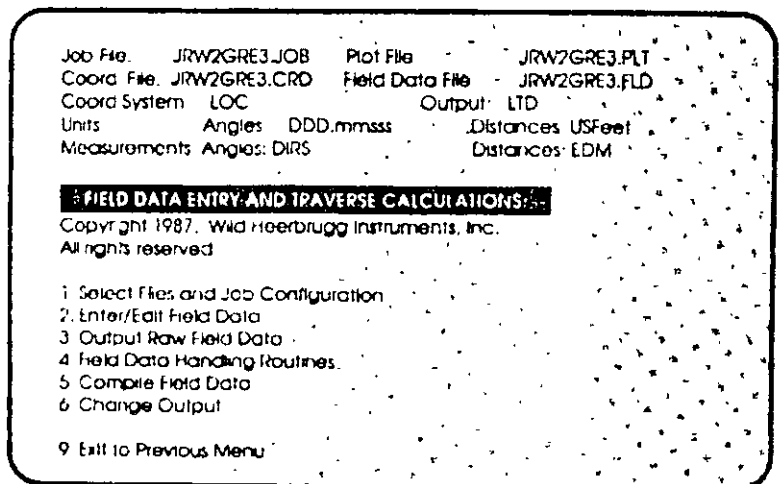 Job File. JRW2GRE3.JOB Plot File JRW2GRE3.PLT
Coord File. JRW2GRE3.CRD Field Data File - JRW2GRE3.FLD
Coord System LOC Output: LTD
Units Angles DDD.mmsss Distances USFeet
Measurements Angles: DIRS Distances: EDM
FIELD DATA ENTRY AND TRAVERSE CALCULATIONS:
Copyright 1987, Wild Heerbrugg Instruments, Inc.
All rights reserved
1 Select Files and Job Configuration
2. Enter/Edit Field Data
3 Output Raw Field Data
4 Field Data Handling Routines.
5 Compile Field Data
6 Change Output
9 Exit to Previous Menu